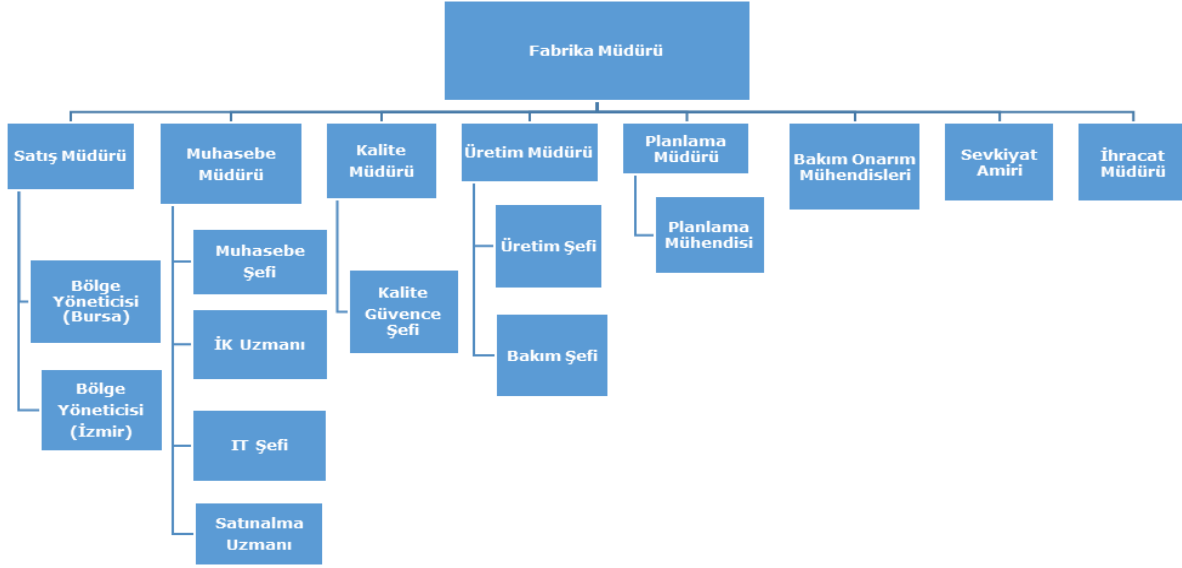 Fabrika Müdürü
Satış Müdürü
Muhasebe
Müdürü
Kalite
Müdürü
Üretim Müdürü
Planlama
Müdürü
Bakım Onarım
Mühendisleri
Sevkiyat
Amiri
İhracat
Müdürü
Bölge
Yöneticisi
(Bursa)
Bölge
Yöneticisi
(İzmir)
Muhasebe
Şefi
İK Uzmanı
IT Şefi
Satınalma
Uzmanı
Kalite
Güvence
Şefi
Üretim Şefi
Bakım Şefi
Planlama
Mühendisi